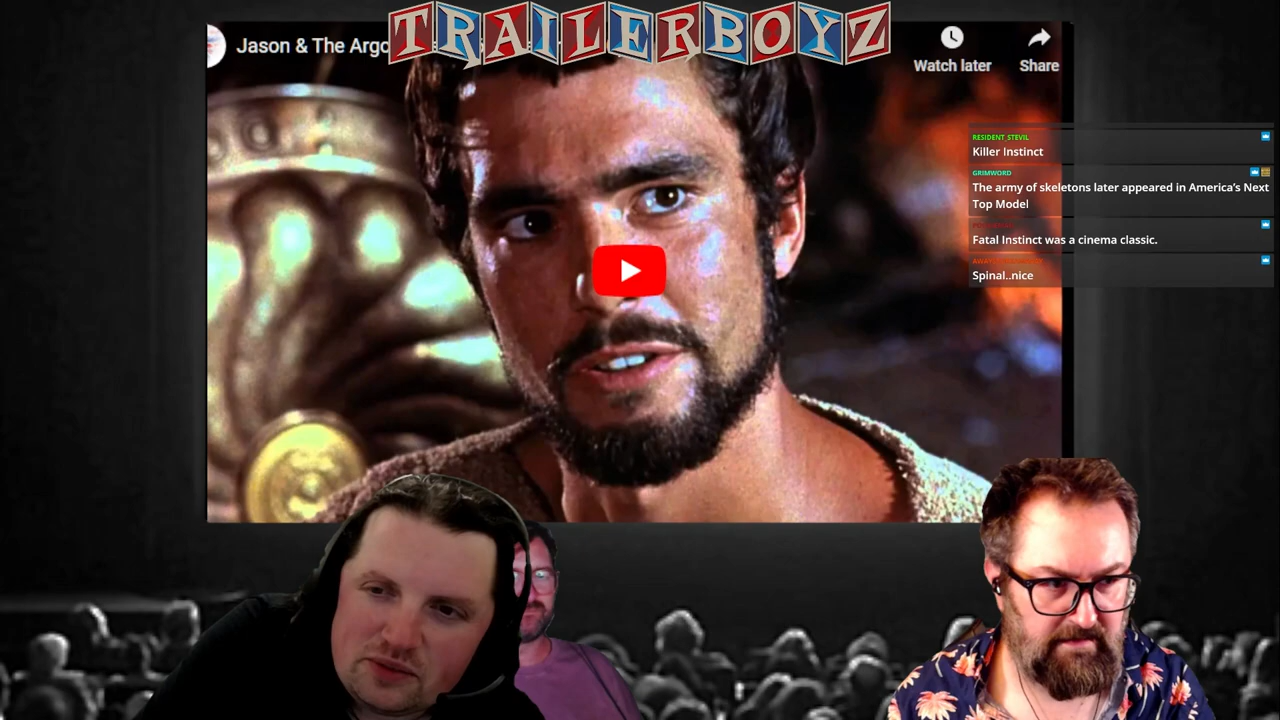 TRAILERBOYZ
Jason & The Argo
Watch later
Share
RESIDENT STEVIL
Killer Instinct
GRIMWORD
The army of skeletons later appeared in America's Next
Top Model
Fatal Instinct was a cinema classic.
Spinal..nice